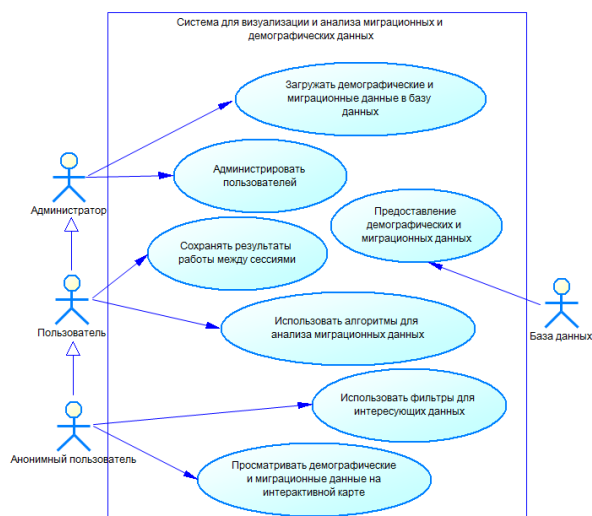 Система для визуализации и анализа миграционных и
демографических данных
Загружать демографические и
миграционные данные в базу
данных
Администрировать
пользователей
Администратор
Предоставление
демографических и
миграционных данных
Сохранять результаты
работы между сессиями
Пользователь
Использовать алгоритмы для
анализа миграционных данных
База данных
Использовать фильтры для
интересующих данных
Анонимный пользователь
Просматривать демографические
и миграционные данные на
интерактивной карте